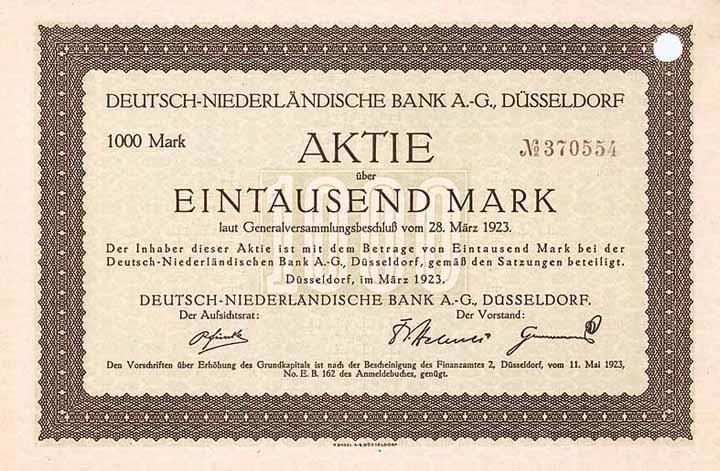 DEUTSCH-NIEDERLÄNDISCHE BANK A.-G., DÜSSELDORF
1000 Mark
AKTIE
№ 370554
über
1000
EINTAUSEND MARK
laut Generalversammlungsbeschluß vom 28. März 1923.
Der Inhaber dieser Aktie ist mit dem Betrage von Eintausend Mark bei der
Deutsch-Niederländischen Bank A.-G., Düsseldorf, gemäß den Satzungen beteiligt.
Düsseldorf, im März 1923.
DEUTSCH-NIEDERLÄNDISCHE BANK A.-G., DÜSSELDORF.
Der Aufsichtsrat: Der Vorstand:
Den Vorschriften über Erhöhung des Grundkapitals ist nach der Bescheinigung des Finanzamtes 2, Düsseldorf, vom 11. Mai 1923,
No. E. B. 162 des Anmeldebuches, genügt.